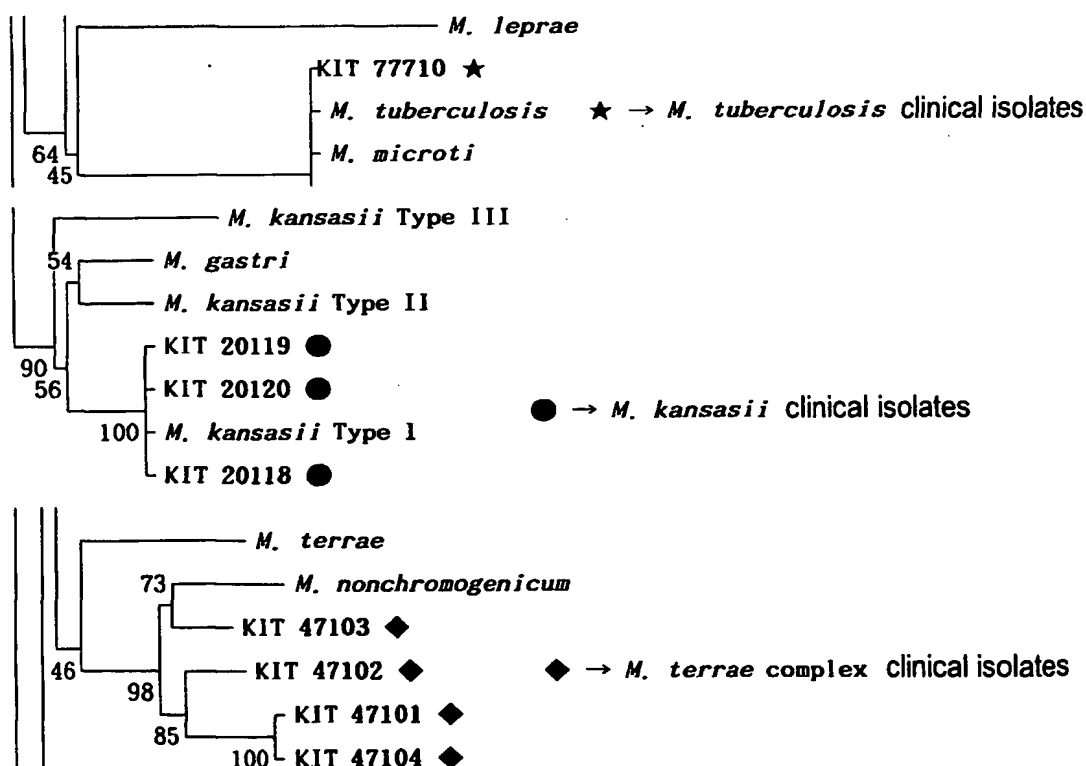 M. leprae
KIT 77710 ★
M. tuberculosis ★ → M. tuberculosis clinical isolates
64
M. microti
45
M. kansasii Type III
54
M. gastri
M. kansasii Type II
KIT 20119 ●
90
KIT 20120 ●
56
● → M. kansasii clinical isolates
100
M. kansasii Type I
KIT 20118 ●
M. terrae
73
M. nonchromogenicum
KIT 47103 ◆
46
KIT 47102 ◆ ◆ → M. terrae complex clinical isolates
98
KIT 47101 ◆
85
100
KIT 47104 ◆